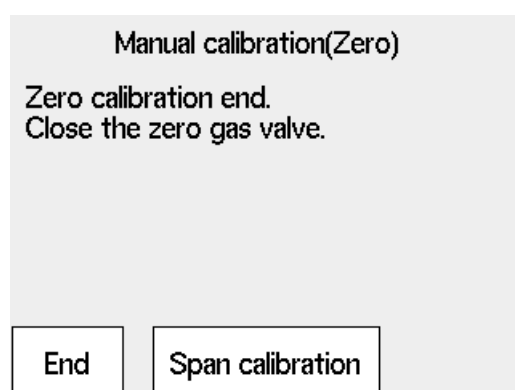 Manual calibration(Zero)
Zero calibration end.
Close the zero gas valve.
End
Span calibration